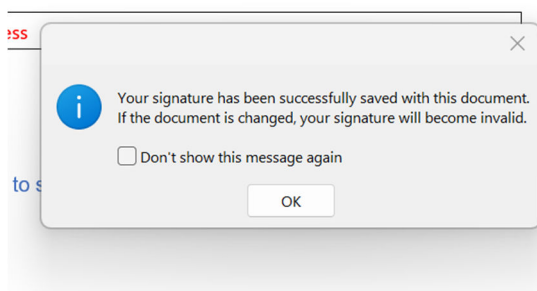 Your signature has been successfully saved with this document.
If the document is changed, your signature will become invalid.
Don't show this message again
to
OK